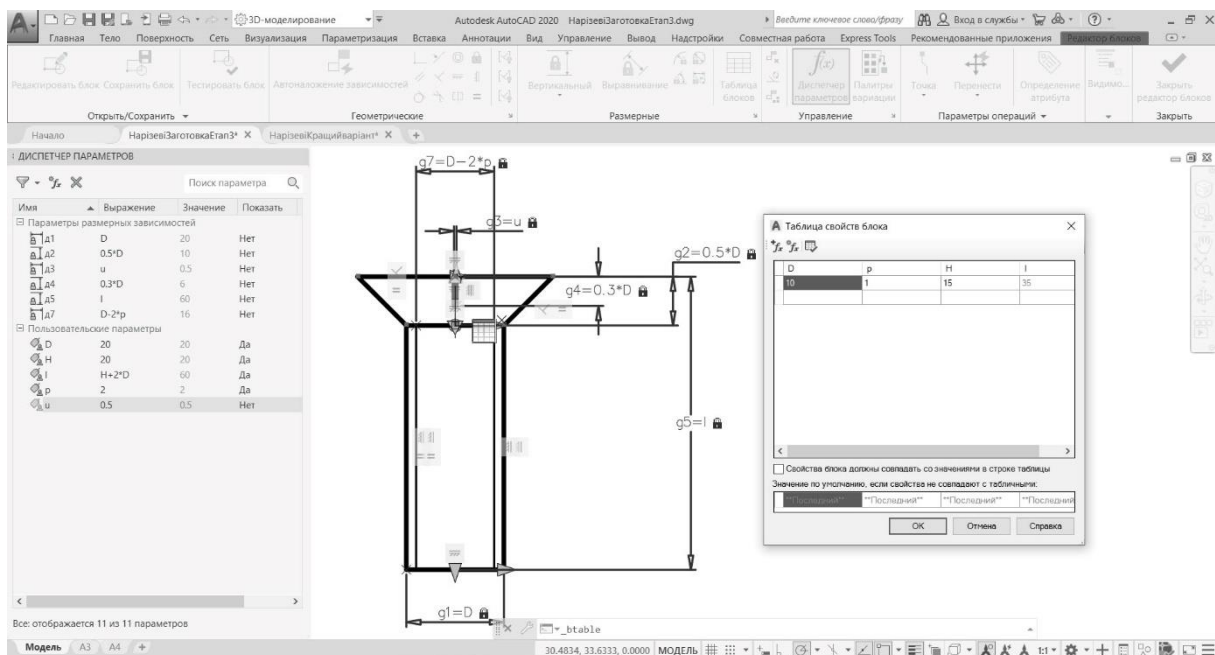 3D-моделирование Autodesk AutoCAD 2020 НарізевіЗаготовкаЕтап3.dwg Введите ключевое слово/фразу Вход в службы
Главная Тело Поверхность Сеть Визуализация Параметризация Вставка Аннотации Вид Управление Вывод Надстройки Совместная работа Express Tools Рекомендованные приложения Редактор блоков
Редактировать блок Сохранить блок Тестировать блок Автоналожение зависимостей Вертикальный Выравнивание Таблица блоков Диспетчер параметров Палитры вариации Точка Перенести Определение атрибута Видимо... Закрыть редактор блоков
Открыть/Сохранить Геометрические Размерные Управление Параметры операций Закрыть
Начало НарізевіЗаготовкаЕтап3* НарізевіКращийваріант* +
ДИСПЕТЧЕР ПАРАМЕТРОВ
Поиск параметра
Имя Выражение Значение Показать
Параметры размерных зависимостей
д1 D 20 Нет
д2 0.5*D 10 Нет
д3 u 0.5 Нет
д4 0.3*D 6 Нет
д5 l 60 Нет
д7 D-2*p 16 Нет
Пользовательские параметры
D 20 20 Да
H 20 20 Да
l H+2*D 60 Да
p 2 2 Да
u 0.5 0.5 Нет
Все: отображается 11 из 11 параметров
g7=D-2*p
g3=u
g2=0.5*D
g4=0.3*D
g5=l
g1=D
Таблица свойств блока
D p H l
10 1 15 35
Свойства блока должны совпадать со значениями в строке таблицы
Значение по умолчанию, если свойства не совпадают с табличными:
**Последний** **Последний** **Последний** **Последний
ОК Отмена Справка
_btable
Модель A3 A4 +
30.4834, 33.6333, 0.0000 МОДЕЛЬ 1:1